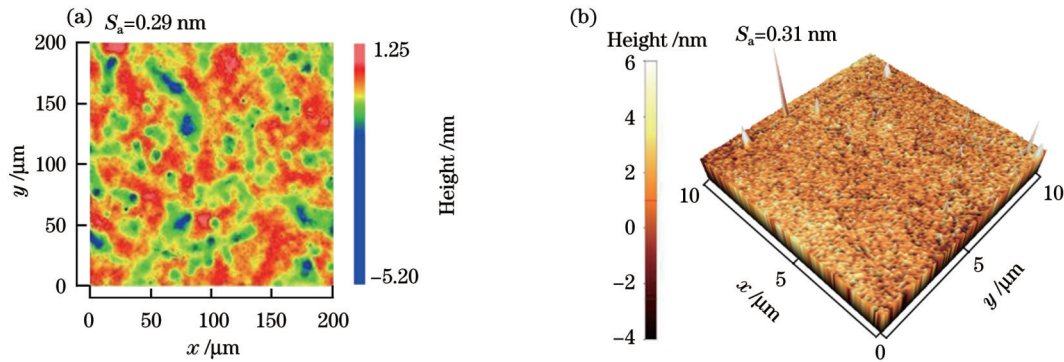 (a) Sa=0.29 nm
200
150
100
50
0
y /μm
0 50 100 150 200
x /μm
1.25
−5.20
Height/nm
(b)
Height /nm
Sa=0.31 nm
6
4
2
0
−2
−4
10
5
x /μm
10
5
0
y /μm